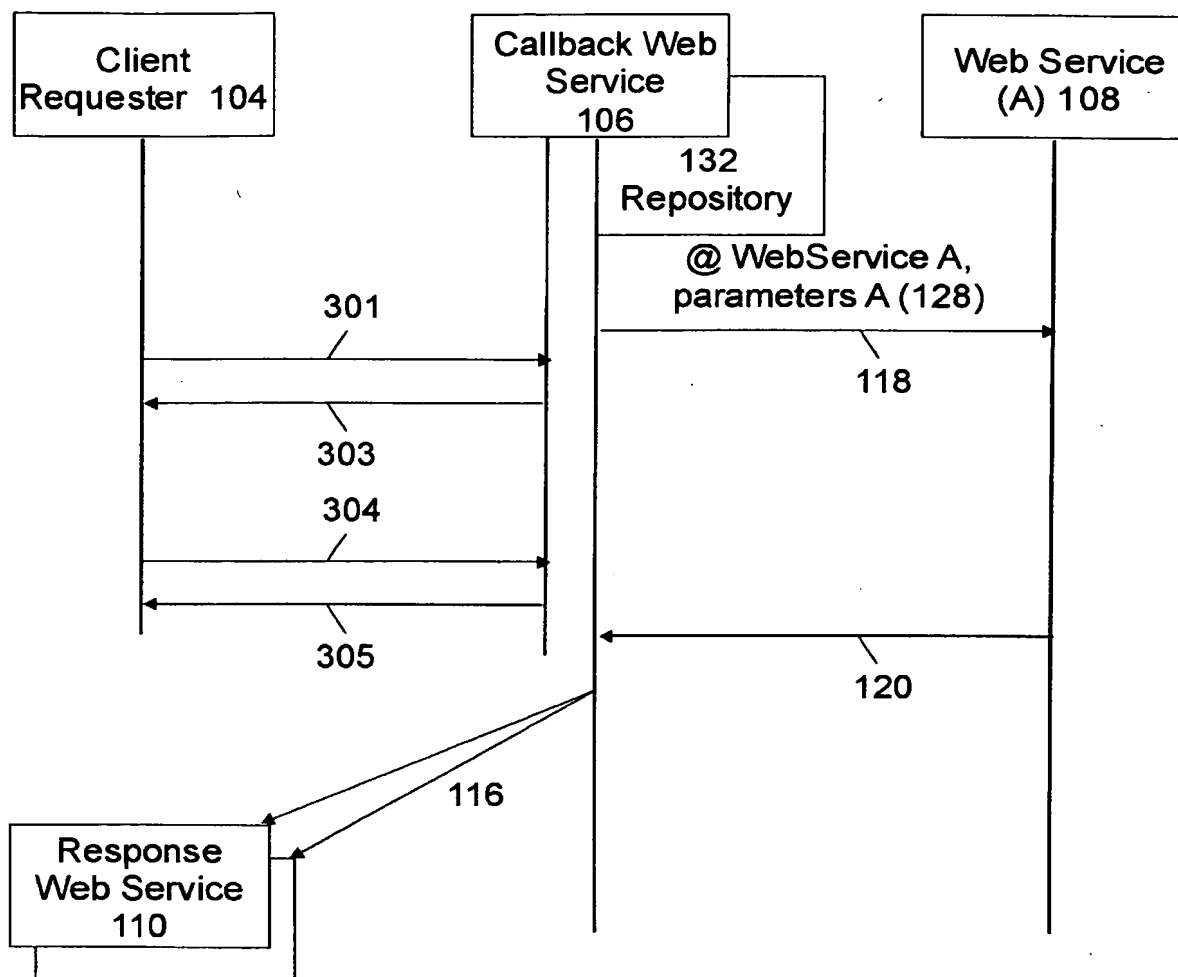 Client
Requester 104
Callback Web
Service
106
Web Service
(A) 108
132
Repository
@ WebService A,
parameters A (128)
301
118
303
304
305
120
116
Response
Web Service
110